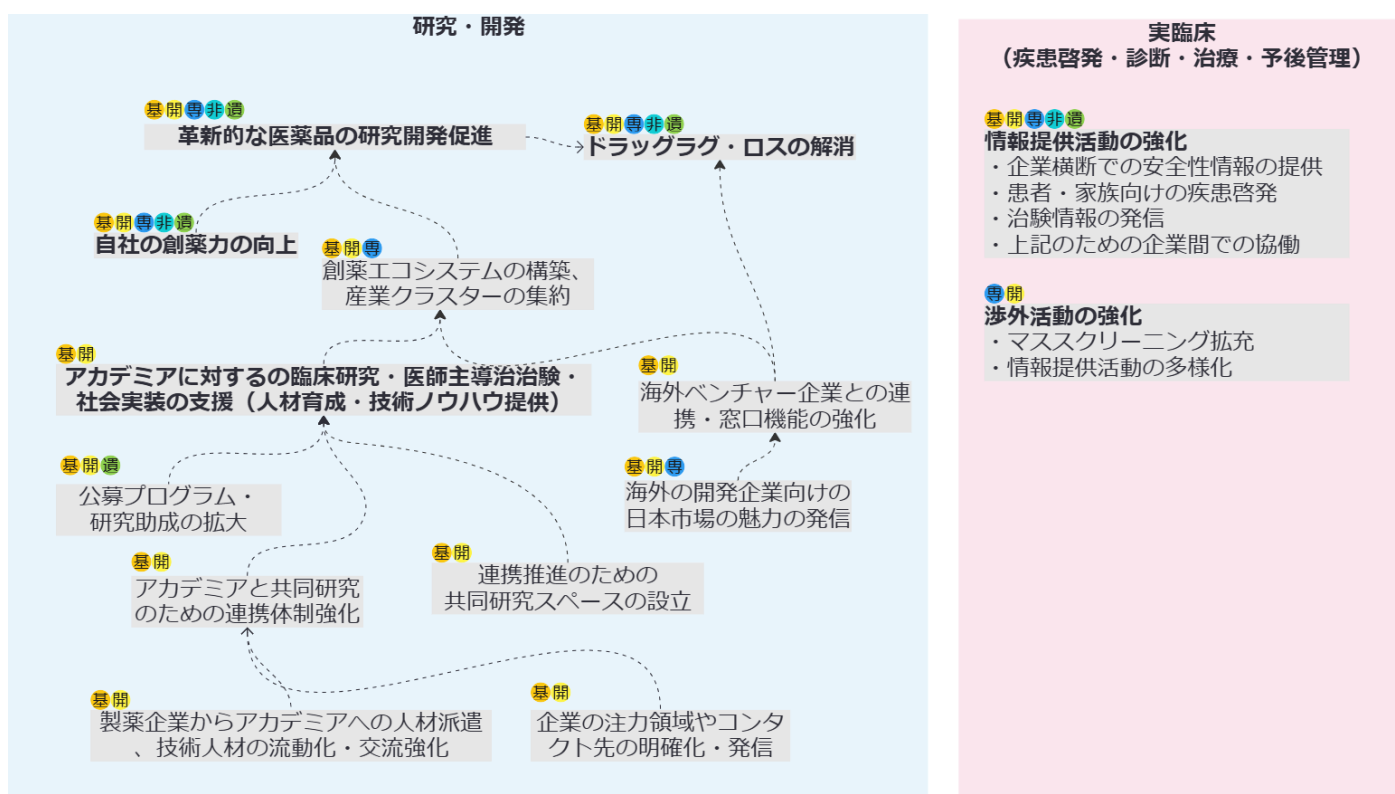 研究・開発
基開専非遺
革新的な医薬品の研究開発促進
基開専非遺
ドラッグラグ・ロスの解消
基開専非遺
自社の創薬力の向上
基開専
創薬エコシステムの構築、
産業クラスターの集約
基開
アカデミアに対するの臨床研究・医師主導治治験・
社会実装の支援（人材育成・技術ノウハウ提供）
基開
海外ベンチャー企業との連
携・窓口機能の強化
基開遺
公募プログラム・
研究助成の拡大
基開専
海外の開発企業向けの
日本市場の魅力の発信
基開
アカデミアと共同研究
のための連携体制強化
基開
連携推進のための
共同研究スペースの設立
基開
製薬企業からアカデミアへの人材派遣
、技術人材の流動化・交流強化
基開
企業の注力領域やコンタ
クト先の明確化・発信
実臨床
（疾患啓発・診断・治療・予後管理）
基開専非遺
情報提供活動の強化
・企業横断での安全性情報の提供
・患者・家族向けの疾患啓発
・治験情報の発信
・上記のための企業間での協働
専開
渉外活動の強化
・マススクリーニング拡充
・情報提供活動の多様化